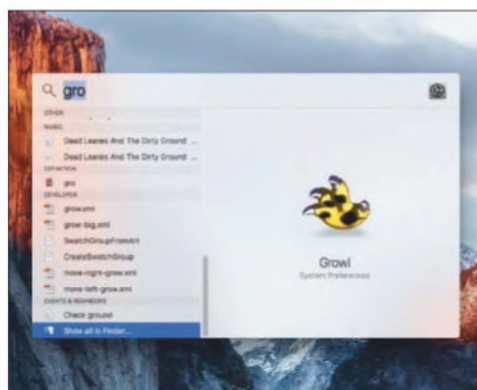 gro
OTHER
MUSIC
Dead Leaves And The Dirty Ground ...
Dead Leaves And The Dirty Ground ...
DEFINITION
gro
DEVELOPER
grow.xml
grow-big.xml
SwatchGroupFromArt
CreateSwatchGroup
move-right-grow.xml
move-left-grow.xml
EVENTS & REMINDERS
Check ground
Show all in Finder...
Growl
System Preferences